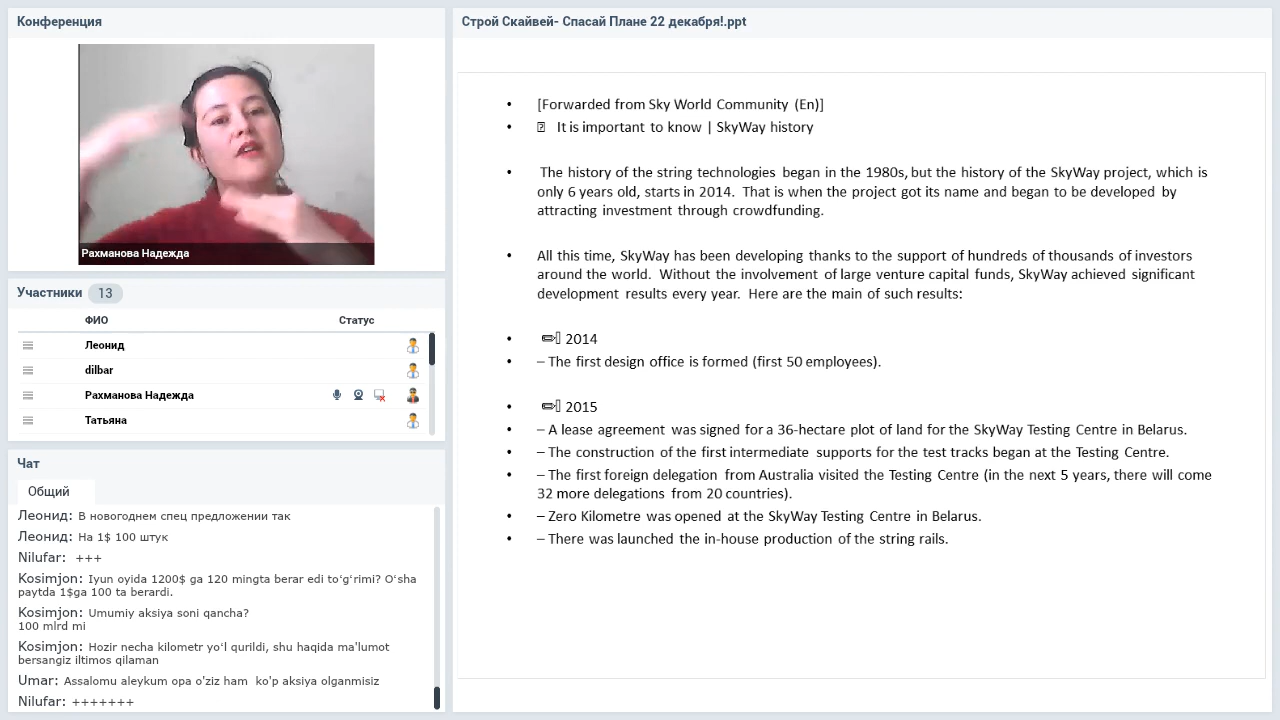 Конференция
Рахманова Надежда
Участники 13
ФИО Статус
Леонид
dilbar
Рахманова Надежда
Татьяна
Чат
Общий
Леонид: В новогоднем спец предложении так
Леонид: На 1$ 100 штук
Nilufar: +++
Kosimjon: Iyun oyida 1200$ ga 120 mingta berar edi toʻgʻrimi? Oʻsha
paytda 1$ga 100 ta berardi.
Kosimjon: Umumiy aksiya soni qancha?
100 mlrd mi
Kosimjon: Hozir necha kilometr yoʻl qurildi, shu haqida ma'lumot
bersangiz iltimos qilaman
Umar: Assalomu aleykum opa o'ziz ham ko'p aksiya olganmisiz
Nilufar: +++++++
Строй Скайвей- Спасай Плане 22 декабря!.ppt
• [Forwarded from Sky World Community (En)]
• It is important to know | SkyWay history
• The history of the string technologies began in the 1980s, but the history of the SkyWay project, which is
only 6 years old, starts in 2014. That is when the project got its name and began to be developed by
attracting investment through crowdfunding.
• All this time, SkyWay has been developing thanks to the support of hundreds of thousands of investors
around the world. Without the involvement of large venture capital funds, SkyWay achieved significant
development results every year. Here are the main of such results:
• ✏ 2014
• – The first design office is formed (first 50 employees).
• ✏ 2015
• – A lease agreement was signed for a 36-hectare plot of land for the SkyWay Testing Centre in Belarus.
• – The construction of the first intermediate supports for the test tracks began at the Testing Centre.
• – The first foreign delegation from Australia visited the Testing Centre (in the next 5 years, there will come
32 more delegations from 20 countries).
• – Zero Kilometre was opened at the SkyWay Testing Centre in Belarus.
• – There was launched the in-house production of the string rails.